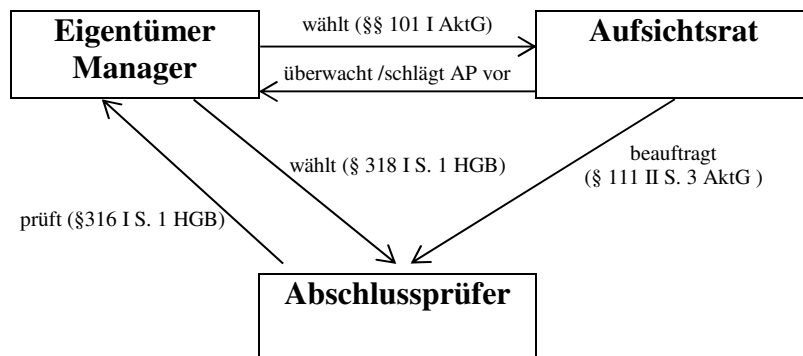 Eigentümer
Manager
wählt (§§ 101 I AktG)
Aufsichtsrat
überwacht /schlägt AP vor
wählt (§ 318 I S. 1 HGB)
beauftragt
(§ 111 II S. 3 AktG )
prüft (§316 I S. 1 HGB)
Abschlussprüfer